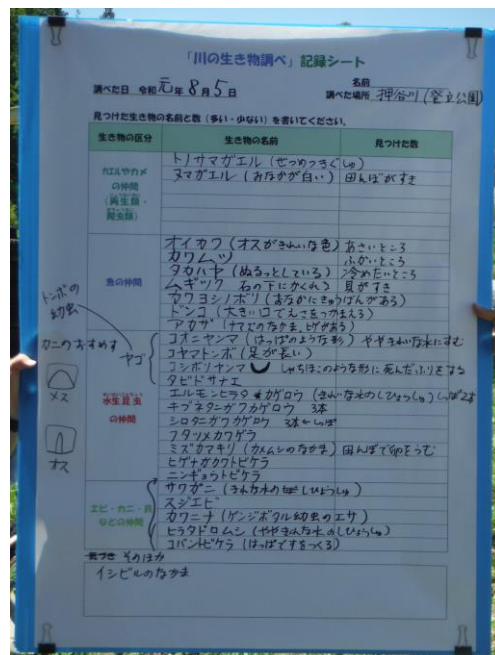 「川の生き物調べ」記録シート
名前
調べた日 令和元年8月5日
調べた場所 押谷川(登立公園)
見つけた生き物の名前と数(多い・少ない)を書いてください。
生き物の区分 生き物の名前 見つけた数
カエルやカメの仲間(両生類・爬虫類)
トノサマガエル(ぜつめつきぐしゅ)
ヌマガエル(おなかが白い) 田んぼがすき
魚の仲間
オイカワ(オスがきれいな色) あさいところ
カワムツ ふかいところ
タカハヤ(ぬるっとしている) 冷めたいところ
ムギツク 石の下にかくれる 貝がすき
カワヨシノボリ(おなかにきゅうばんがある)
ドンコ(大きい口でえさをつかまえる)
アカザ(ナマズのなかま、ヒゲがある)
トンボの幼虫
ヤゴ
コオニヤンマ(はっぱのような形) ややきれいな水にすむ
コヤマトンボ(足が長い)
コシボソヤンマ しゃちほこのような形に死んだふりをする
タビドサナエ
カニのおすめす
メス
オス
水生昆虫の仲間
エルモンヒラタカゲロウ(きれいな水のしひょうしゅ)しっぽ2本
チブネタニガワカゲロウ 3本
シロタニガワカゲロウ 3本←しっぽ
フタツメカワゲラ
ミズカマキリ(カメムシのなかま) 田んぼで卵をうむ
ヒゲナガカワトビケラ
ニンギョウトビケラ
エビ・カニ・貝などの仲間
サワガニ(きれいな水のしひょうしゅ)
スジエビ
カワニナ(ゲンジボタル幼虫のエサ)
ヒラタドロムシ(ややきれいな水のしひょうしゅ)
コバントビケラ(はっぱですをつくる)
そのほか
イシビルのなかま